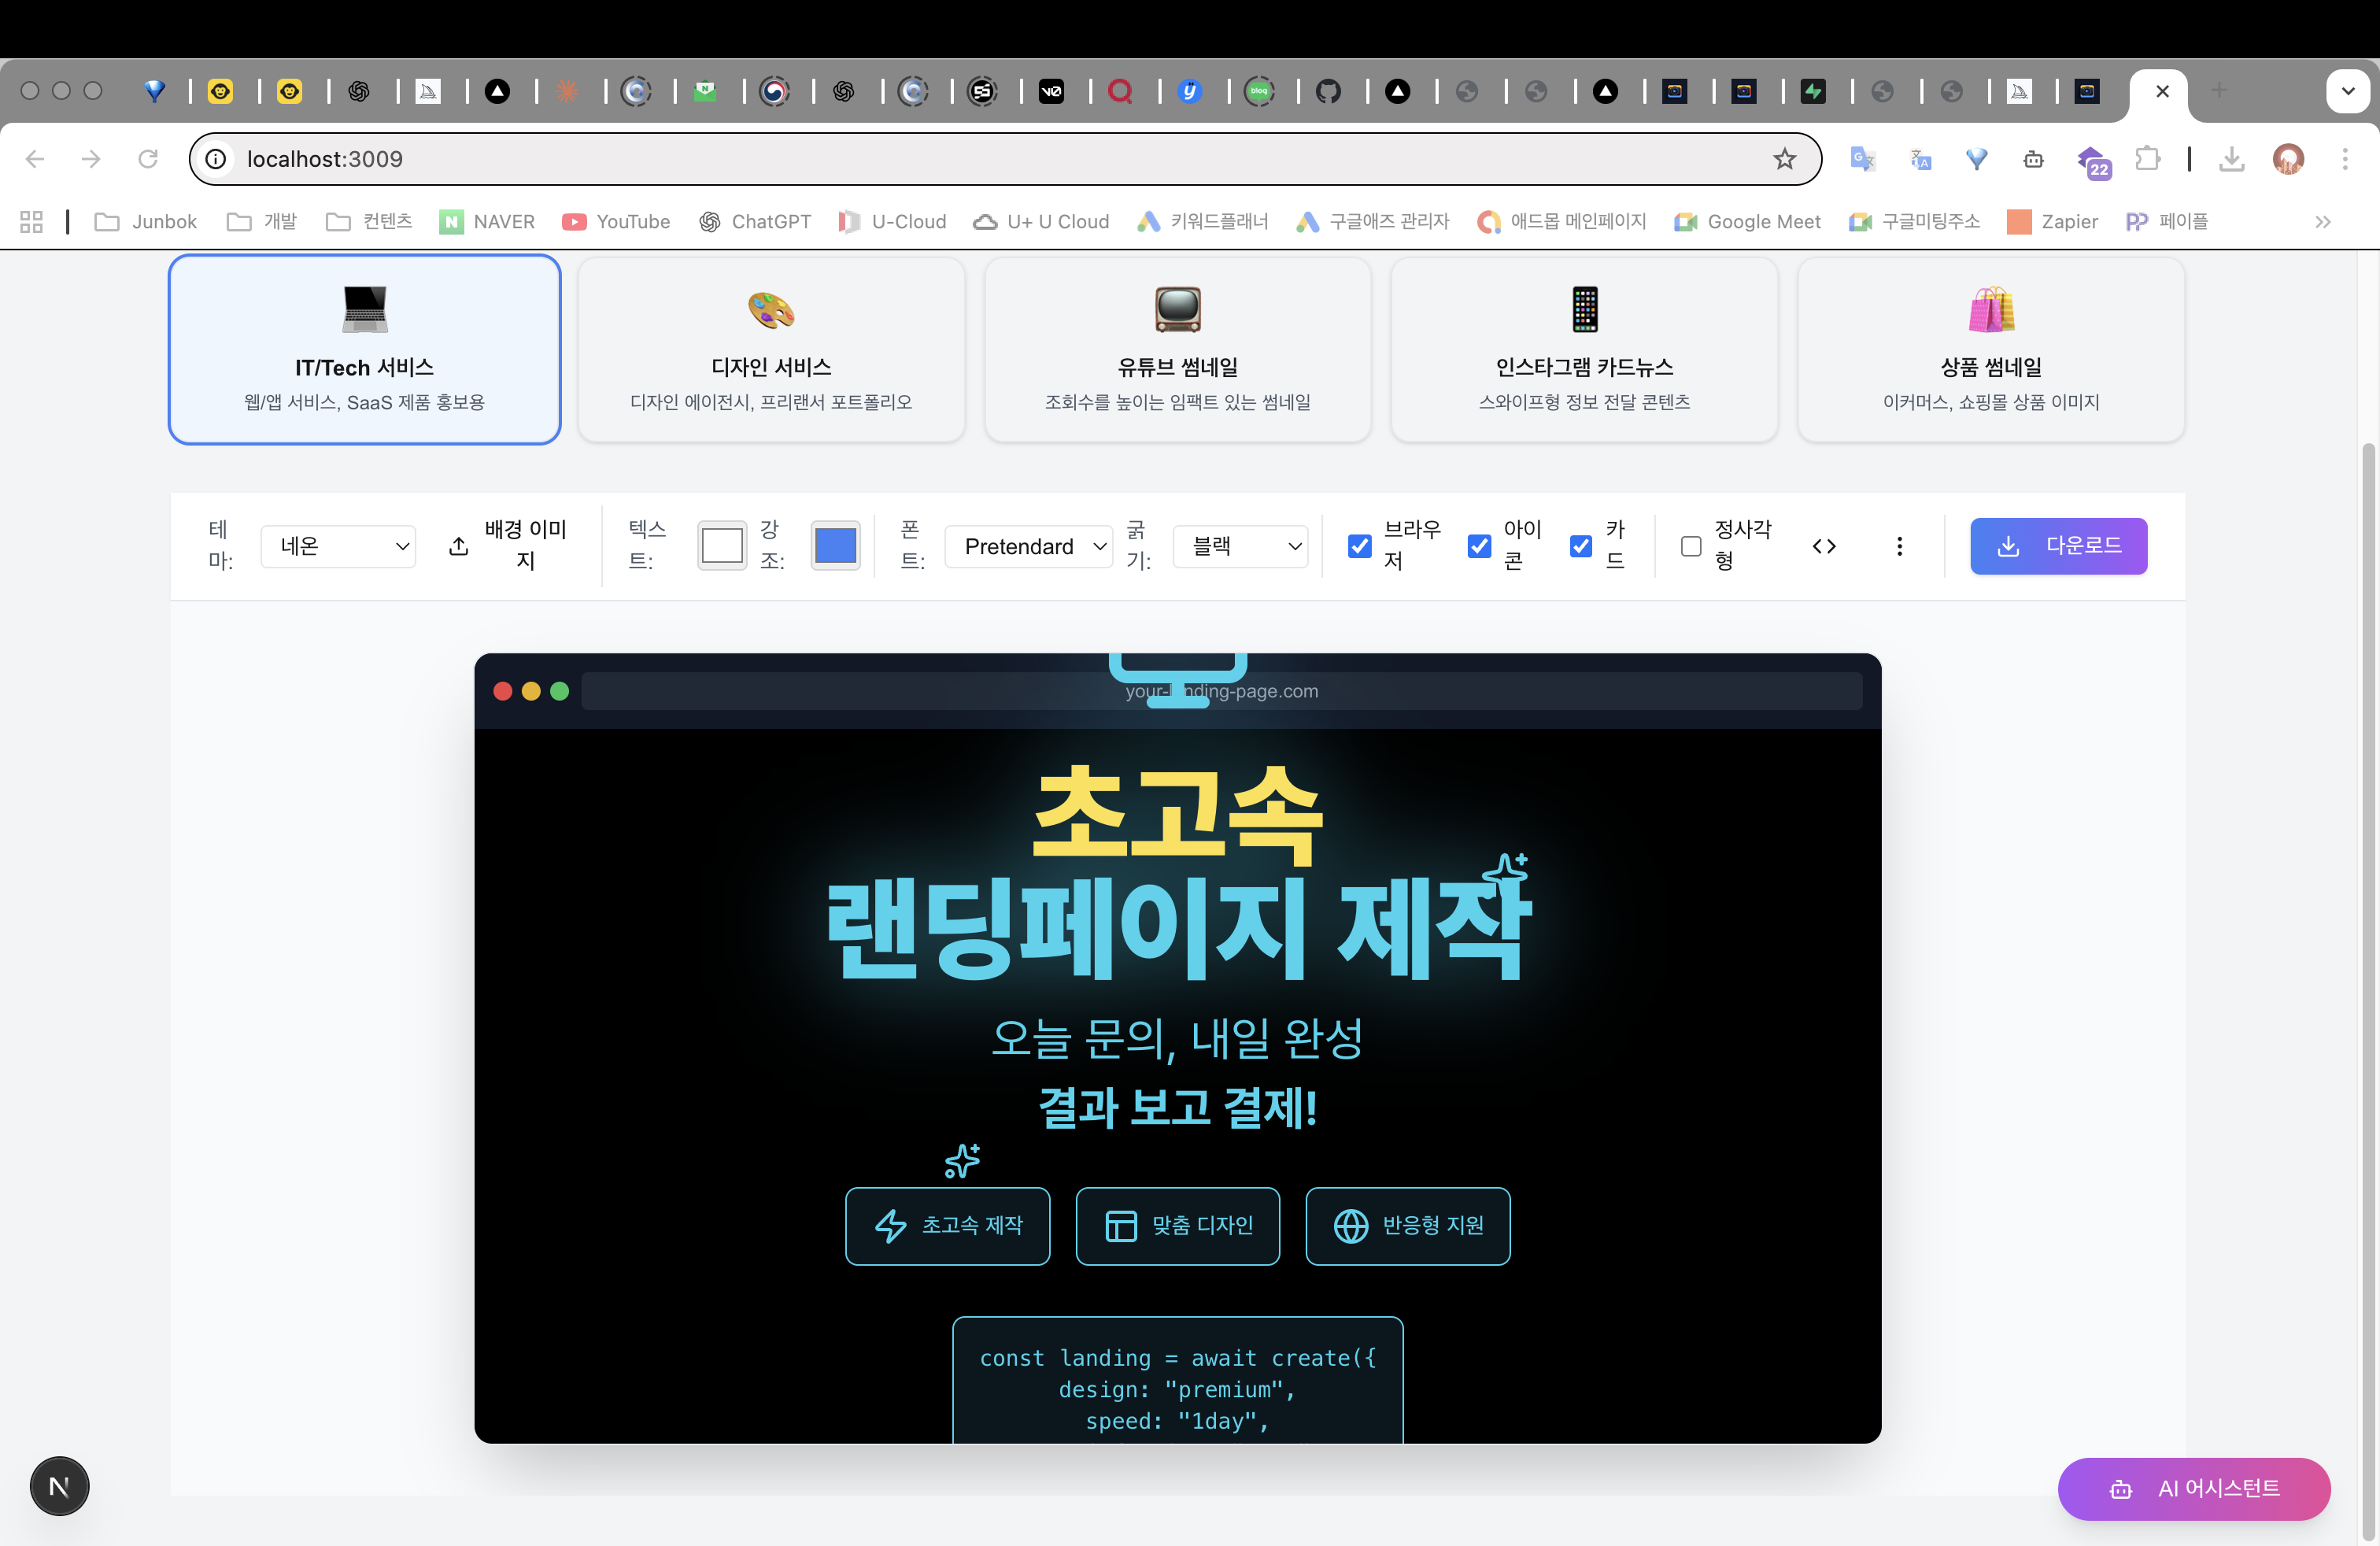 localhost:3009
22
Junbok
개발
컨텐츠
NAVER
YouTube
ChatGPT
U-Cloud
U+ U Cloud
키워드플래너
구글애즈 관리자
애드몹 메인페이지
Google Meet
구글미팅주소
Zapier
페이플
IT/Tech 서비스
웹/앱 서비스, SaaS 제품 홍보용
디자인 서비스
디자인 에이전시, 프리랜서 포트폴리오
유튜브 썸네일
조회수를 높이는 임팩트 있는 썸네일
인스타그램 카드뉴스
스와이프형 정보 전달 콘텐츠
상품 썸네일
이커머스, 쇼핑몰 상품 이미지
테
마:
네온
배경 이미
지
텍스
트:
강
조:
폰
트:
Pretendard
굵
기:
블랙
브라우
저
아이
콘
카
드
정사각
형
다운로드
your-landing-page.com
초고속
랜딩페이지 제작
오늘 문의, 내일 완성
결과 보고 결제!
초고속 제작
맞춤 디자인
반응형 지원
const landing = await create({
design: "premium",
speed: "1day",
N
AI 어시스턴트